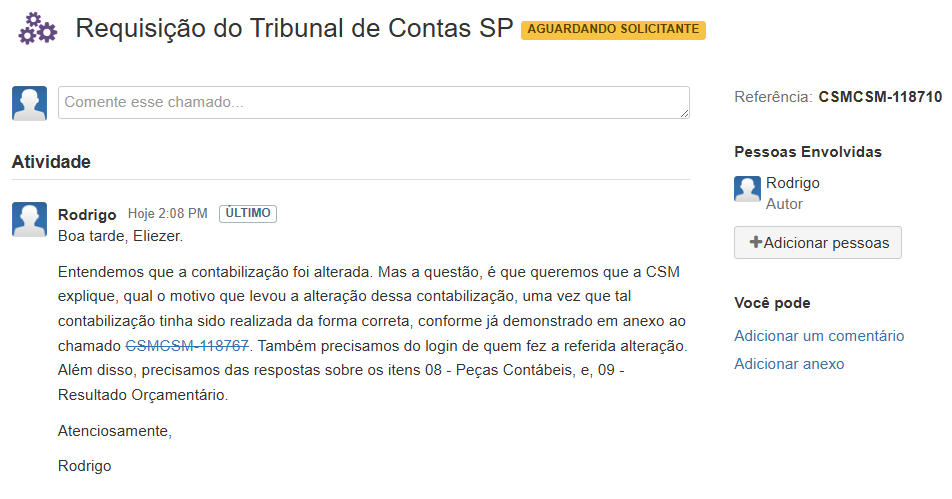 Requisição do Tribunal de Contas SP AGUARDANDO SOLICITANTE
Comente esse chamado...
Referência: CSMCSM-118710
Atividade
Pessoas Envolvidas
Rodrigo
Autor
Adicionar pessoas
Você pode
Adicionar um comentário
Adicionar anexo
Rodrigo Hoje 2:08 PM ÚLTIMO
Boa tarde, Eliezer.
Entendemos que a contabilização foi alterada. Mas a questão, é que queremos que a CSM
explique, qual o motivo que levou a alteração dessa contabilização, uma vez que tal
contabilização tinha sido realizada da forma correta, conforme já demonstrado em anexo ao
chamado CSMCSM-118767. Também precisamos do login de quem fez a referida alteração.
Além disso, precisamos das respostas sobre os itens 08 - Peças Contábeis, e, 09 -
Resultado Orçamentário.
Atenciosamente,
Rodrigo